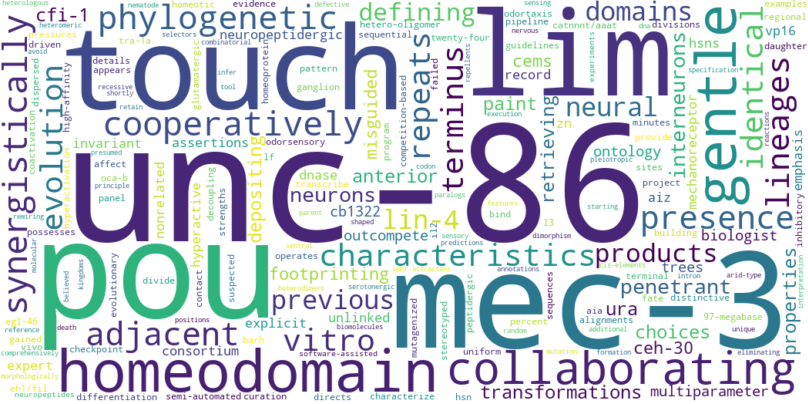 unc-86
mec-3
pou
lim
touch
gentle
homeodomain
collaborating
cooperatively
synergistically
phylogenetic
evolution
characteristics
presence
products
adjacent
vitro
lineages
identical
terminus
repeats
domains
defining
neural
previous
lin-4
properties
transformations
penetrant
interneurons
footprinting
neurons
anterior
misguided
depositing
retrieving
choices
ceh-30
ura
trees
multiparameter
biologist
ontology
paint
record
cems
hsns
cfi-1
invariant
assertions
hyperactive
nonrelated
dnase
cb1322
outcompete
unlinked
explicit
consortium
expert
aiz
zn
mechanoreceptor
vp16
emphasis
daughter
examples
regional
divisions
catnnnt/aaat
odortaxis
hetero-oligomer
twenty-four
guidelines
sequential
neuropeptidergic
driven
tra-1a
homeotic
evidence
heterologous
nematode
pressures
heteromeric
defective
selectors
combinatorial
details
appears
recessive
shortly
retain
infer
tool
high-affinity
dispersed
coactivation
glutamatergic
homeoprotein
pattern
ganglion
competition-based
program
failed
codon
paralogs
pipeline
execution
experiments
specification
pleiotropic
minutes
provide
sites
project
building
inhibitory
interpretation
reactions
affect
presumed
principle
panel
decoupling
strengths
oca-b
odorsensory
lf
transcribe
parent
shaped
bind
features
starting
sensory
predictions
dimorphism
operates
possesses
molecular
believed
kingdoms
evolutionary
divide
contact
suspected
ventral
heterodimers
serotonergic
positions
biomolecules
mutagenized
stereotyped
peptidergic
annotations
sequences
percent
random
alignments
additional
uniform
mutation
formation
aia
terminal
intron
fate
distinctive
97-megabase
unique
arid-type
eliminating
egl-46
reference
gained
vivo
death
checkpoint
barh
software-assisted
semi-automated
curation
differentiation
directs
characterize
hsn
ehl/fil
neuropeptides
morphologically
comprehensively